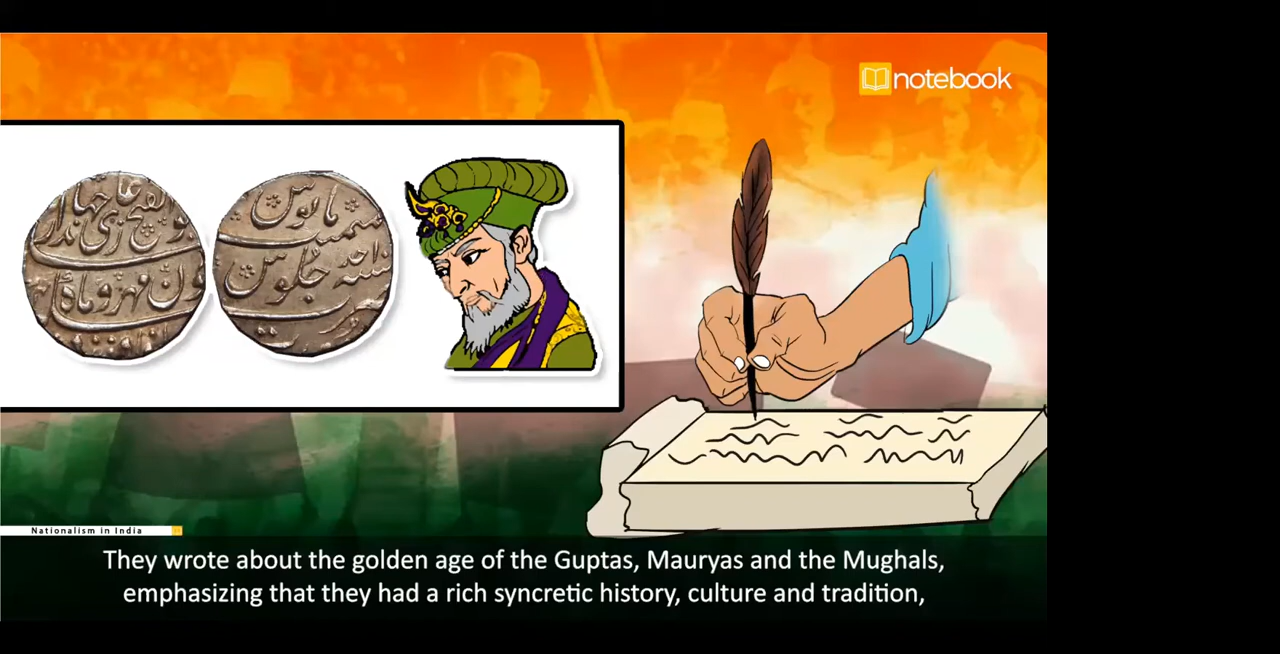 notebook
جلوس
Nationalism in India
They wrote about the golden age of the Guptas, Mauryas and the Mughals,
emphasizing that they had a rich syncretic history, culture and tradition,